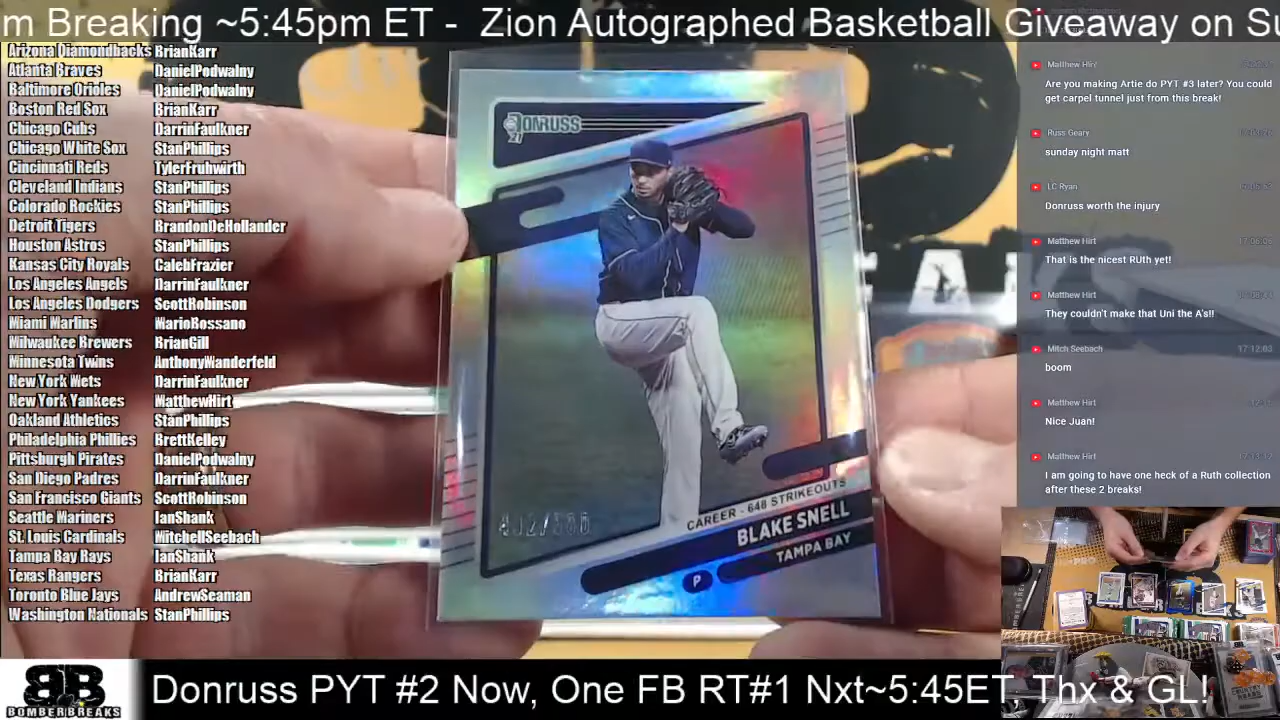 m Breaking ~5:45pm ET -  Zion Autographed Basketball Giveaway on Su
Arizona Diamondbacks BrianKarr
Atlanta Braves DanielPodwalny
Baltimore Orioles DanielPodwalny
Boston Red Sox BrianKarr
Chicago Cubs DarrinFaulkner
Chicago White Sox StanPhillips
Cincinnati Reds TylerFruhwirth
Cleveland Indians StanPhillips
Colorado Rockies StanPhillips
Detroit Tigers BrandonDeHollander
Houston Astros StanPhillips
Kansas City Royals CalebFrazier
Los Angeles Angels DarrinFaulkner
Los Angeles Dodgers ScottRobinson
Miami Marlins MarioRossano
Milwaukee Brewers BrianGill
Minnesota Twins AnthonyWanderfeld
New York Mets DarrinFaulkner
New York Yankees MatthewHirt
Oakland Athletics StanPhillips
Philadelphia Phillies BrettKelley
Pittsburgh Pirates DanielPodwalny
San Diego Padres DarrinFaulkner
San Francisco Giants ScottRobinson
Seattle Mariners IanShank
St. Louis Cardinals MitchellSeebach
Tampa Bay Rays IanShank
Texas Rangers BrianKarr
Toronto Blue Jays AndrewSeaman
Washington Nationals StanPhillips
DONRUSS
21
CAREER - 648 STRIKEOUTS
BLAKE SNELL
TAMPA BAY
P
Matthew Hirt
Are you making Artie do PYT #3 later? You could
get carpel tunnel just from this break!
Russ Geary
sunday night matt
LC Ryan
Donruss worth the injury
Matthew Hirt 17:06:06
That is the nicest RUth yet!
Matthew Hirt
They couldn't make that Uni the A's!!
Mitch Seebach 17:12:03
boom
Matthew Hirt
Nice Juan!
Matthew Hirt
I am going to have one heck of a Ruth collection
after these 2 breaks!
BB
BOMBERBREAKS
Donruss PYT #2 Now, One FB RT#1 Nxt~5:45ET. Thx & GL!